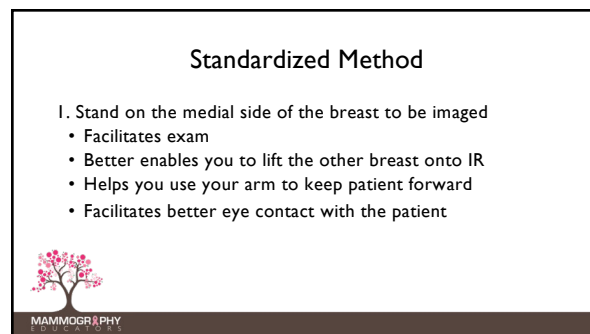 Standardized Method
1. Stand on the medial side of the breast to be imaged
• Facilitates exam
• Better enables you to lift the other breast onto IR
• Helps you use your arm to keep patient forward
• Facilitates better eye contact with the patient
MAMMOGRAPHY
EDUCATORS